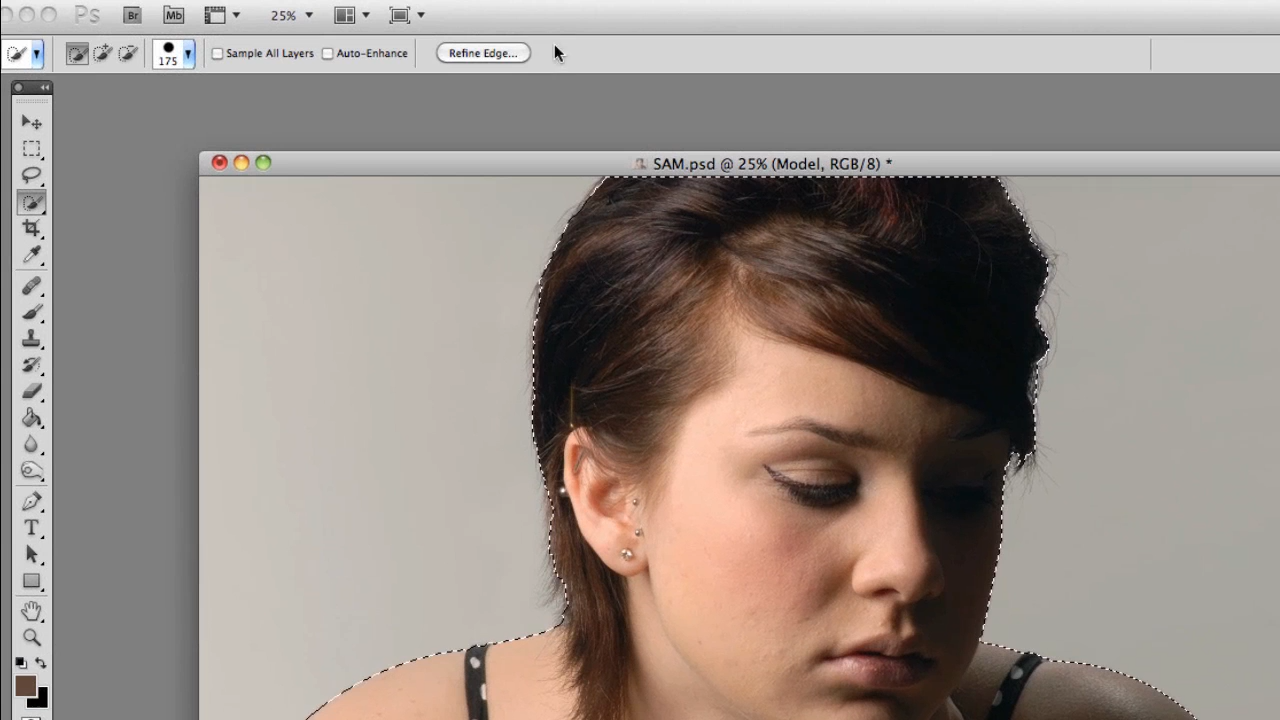 Ps Br Mb 25%
175 Sample All Layers Auto-Enhance Refine Edge...
SAM.psd @ 25% (Model, RGB/8) *
T